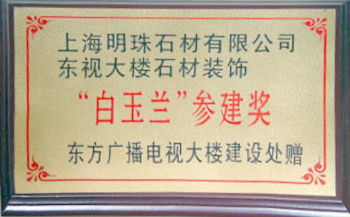 上海明珠石材有限公司
东视大楼石材装饰
“白玉兰”参建奖
东方广播电视大楼建设处赠